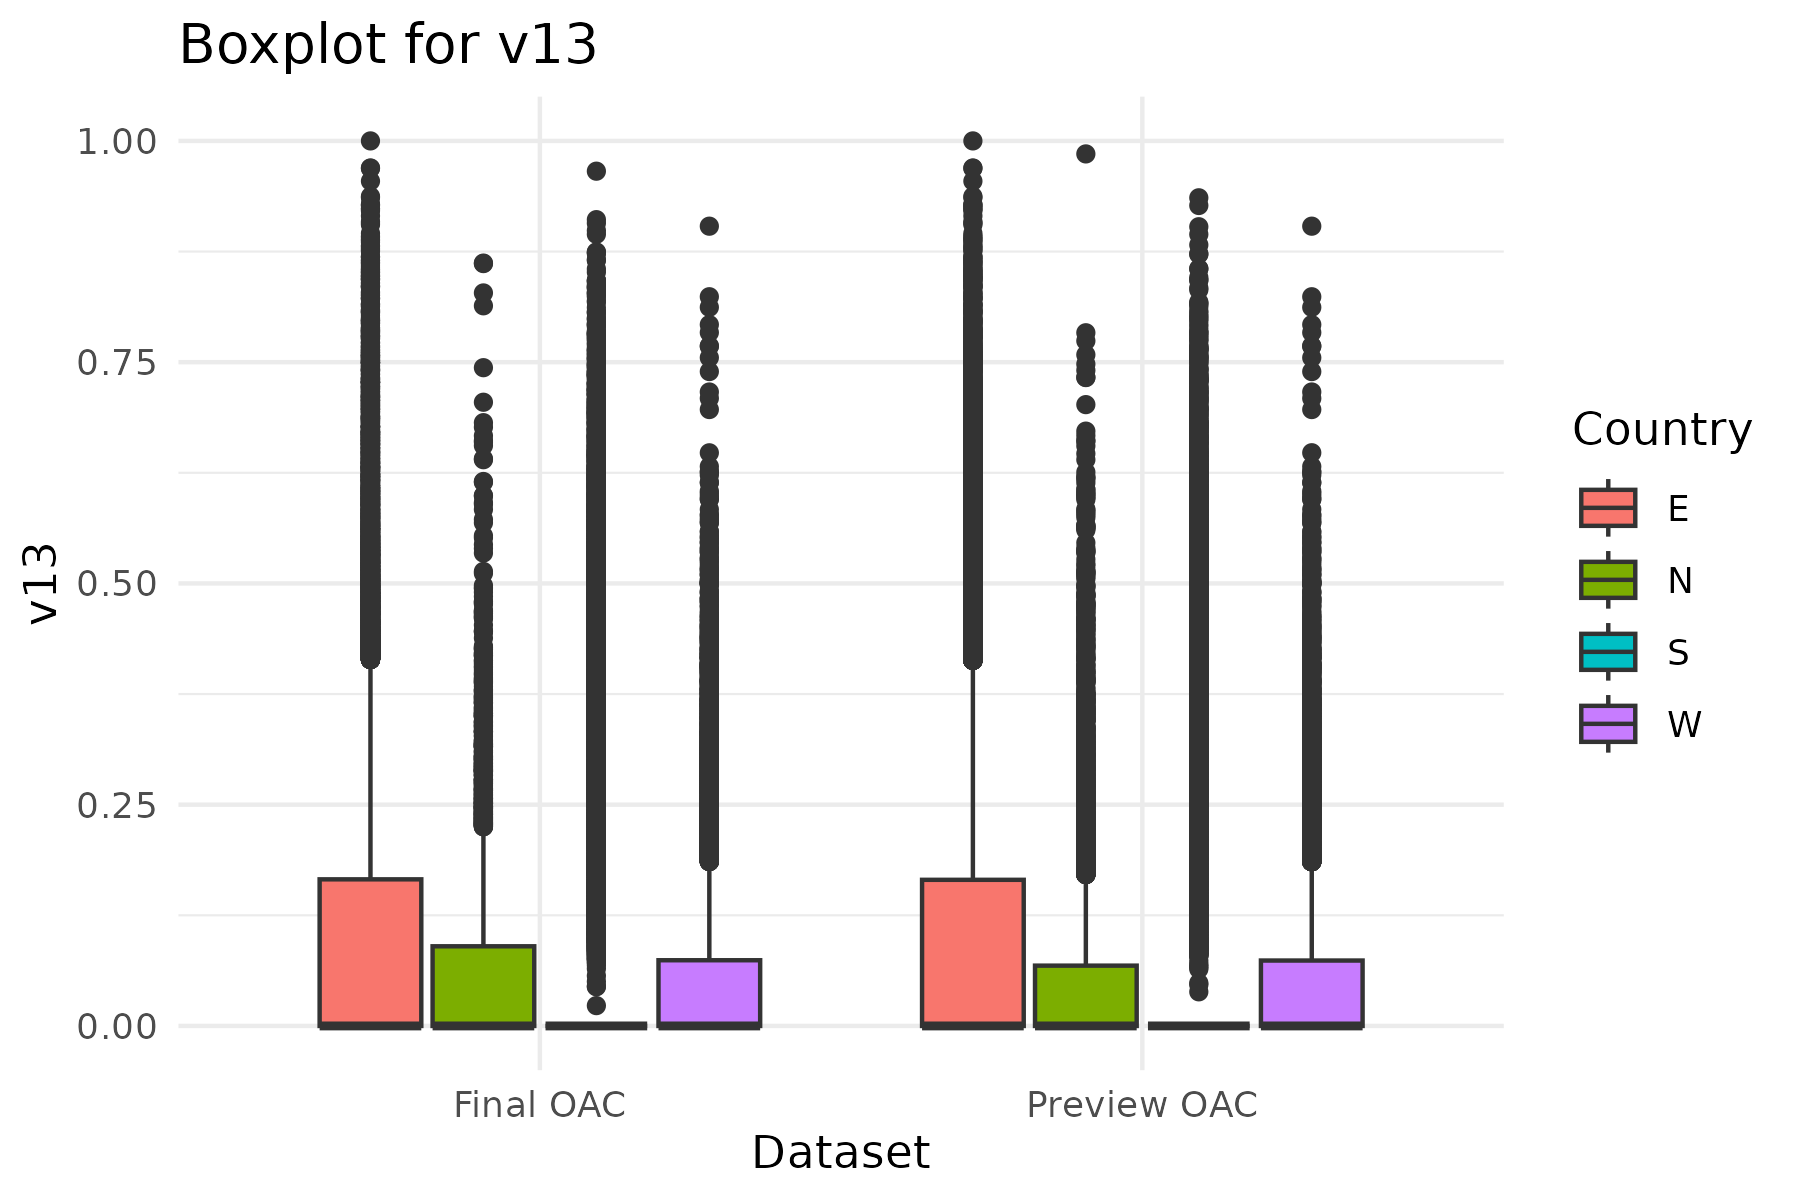 Boxplot for v13
v13
1.00
0.75
0.50
0.25
0.00
Final OAC
Preview OAC
Dataset
Country
E
N
S
W